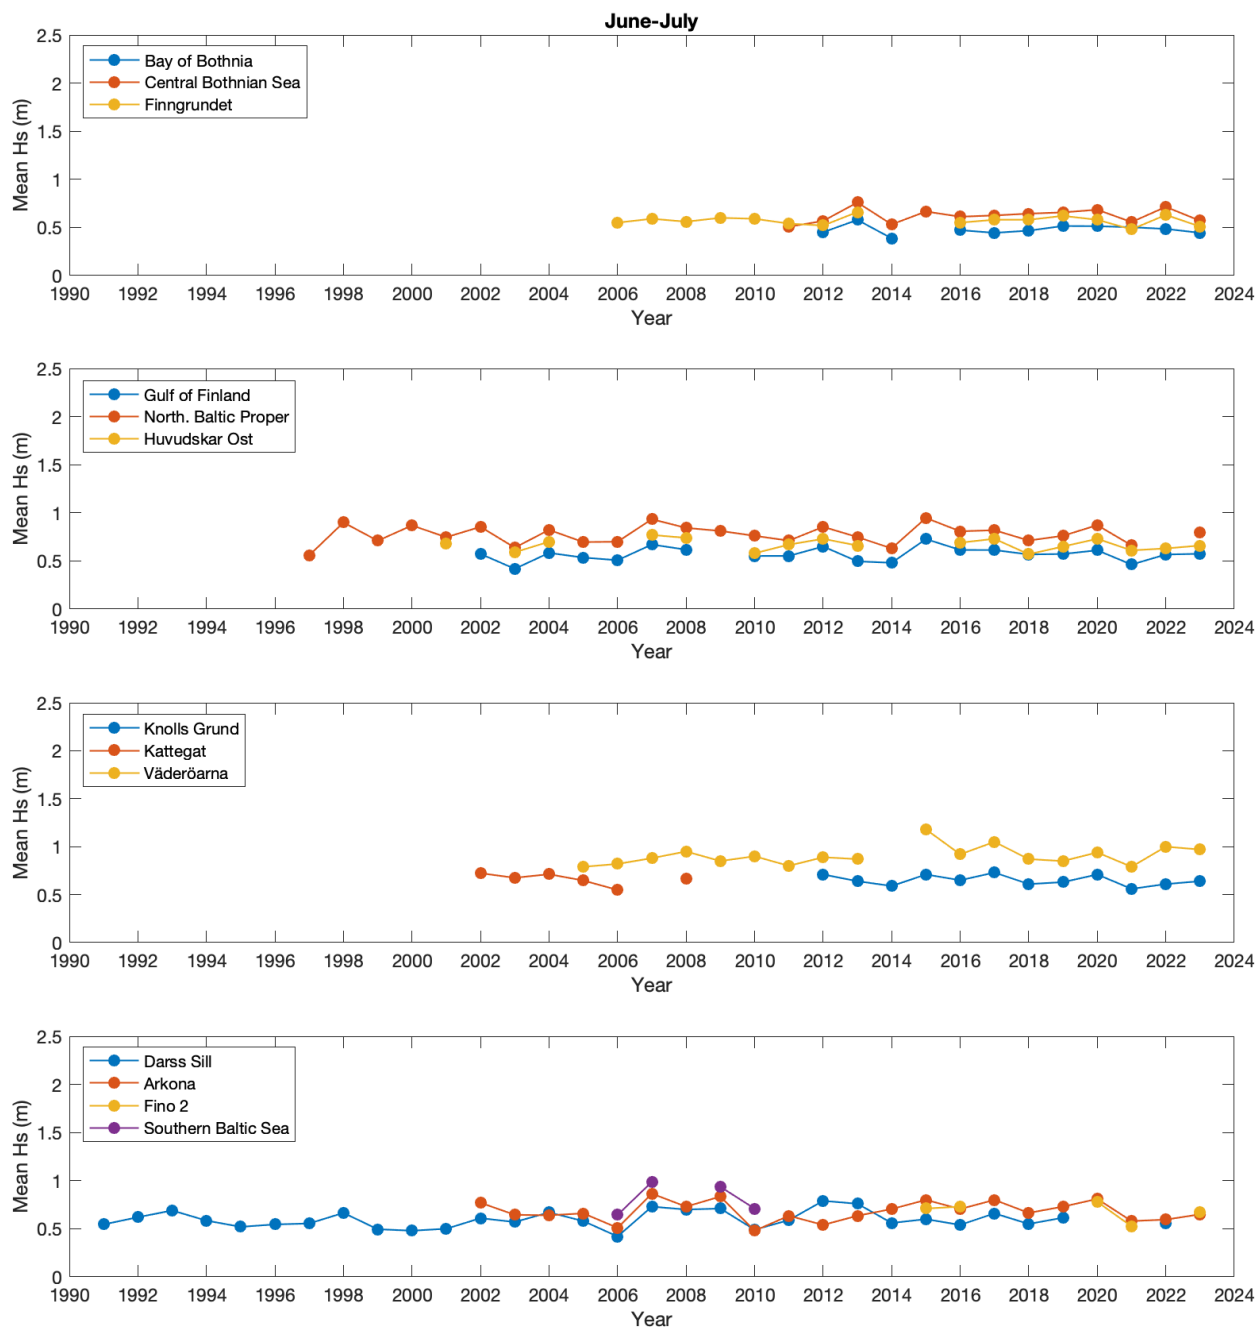 June-July
2.5
2
1.5
1
0.5
0
Mean Hs (m)
Bay of Bothnia
Central Bothnian Sea
Finngrundet
1990 1992 1994 1996 1998 2000 2002 2004 2006 2008 2010 2012 2014 2016 2018 2020 2022 2024
Year
2.5
2
1.5
1
0.5
0
Mean Hs (m)
Gulf of Finland
North. Baltic Proper
Huvudskar Ost
1990 1992 1994 1996 1998 2000 2002 2004 2006 2008 2010 2012 2014 2016 2018 2020 2022 2024
Year
2.5
2
1.5
1
0.5
0
Mean Hs (m)
Knolls Grund
Kattegat
Väderöarna
1990 1992 1994 1996 1998 2000 2002 2004 2006 2008 2010 2012 2014 2016 2018 2020 2022 2024
Year
2.5
2
1.5
1
0.5
0
Mean Hs (m)
Darss Sill
Arkona
Fino 2
Southern Baltic Sea
1990 1992 1994 1996 1998 2000 2002 2004 2006 2008 2010 2012 2014 2016 2018 2020 2022 2024
Year